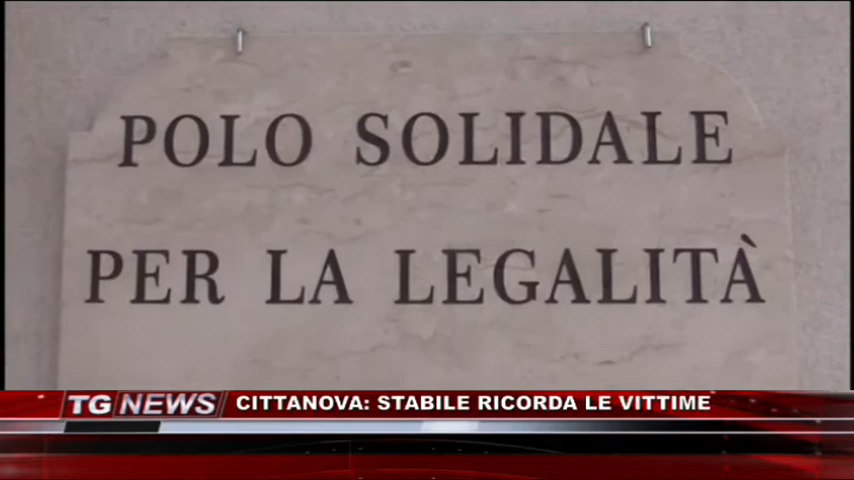 POLO SOLIDALE
PER LA LEGALITÀ
TG NEWS CITTANOVA: STABILE RICORDA LE VITTIME